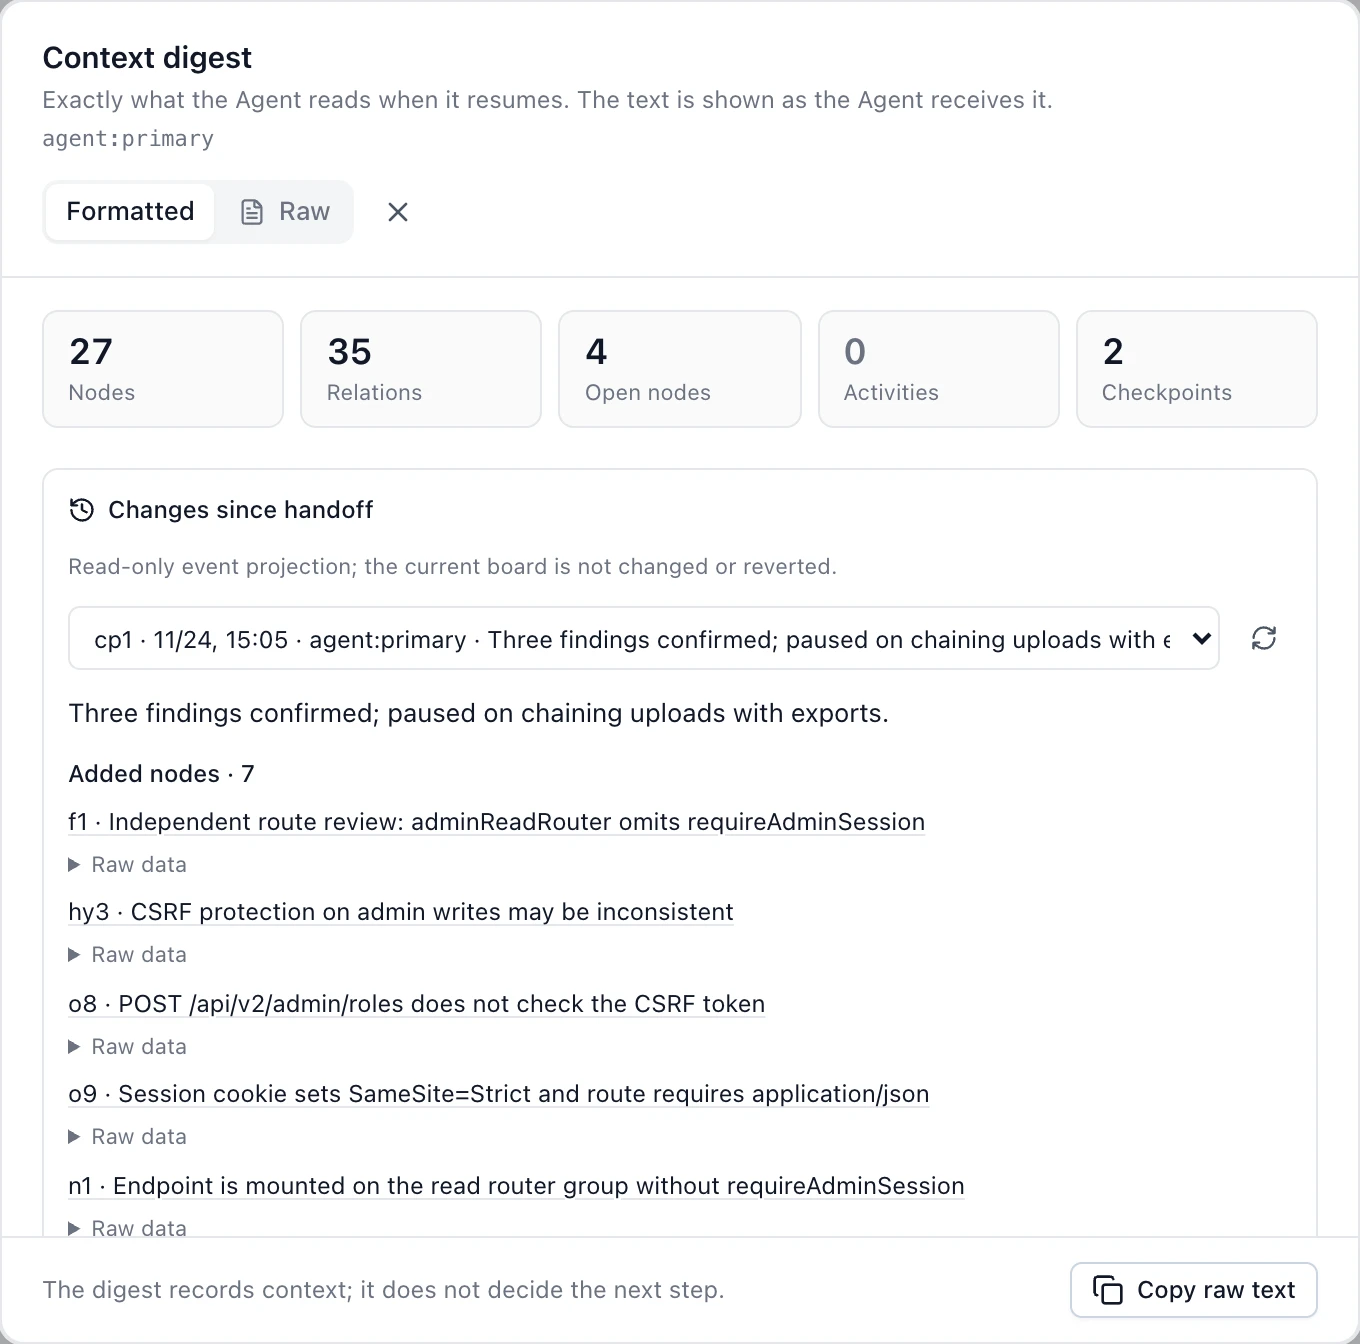 Context digest
Exactly what the Agent reads when it resumes. The text is shown as the Agent receives it.
agent:primary
Formatted
Raw
27
Nodes
35
Relations
4
Open nodes
0
Activities
2
Checkpoints
Changes since handoff
Read-only event projection; the current board is not changed or reverted.
cp1 · 11/24, 15:05 · agent:primary · Three findings confirmed; paused on chaining uploads with
Three findings confirmed; paused on chaining uploads with exports.
Added nodes · 7
f1 · Independent route review: adminReadRouter omits requireAdminSession
Raw data
hy3 · CSRF protection on admin writes may be inconsistent
Raw data
o8 · POST /api/v2/admin/roles does not check the CSRF token
Raw data
o9 · Session cookie sets SameSite=Strict and route requires application/json
Raw data
n1 · Endpoint is mounted on the read router group without requireAdminSession
Raw data
The digest records context; it does not decide the next step.
Copy raw text